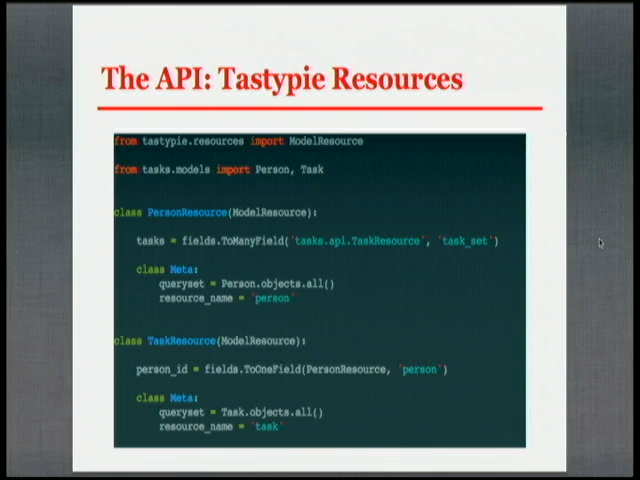 The API: Tastypie Resources
from tastypie.resources import ModelResource
from tasks.models import Person, Task
class PersonResource(ModelResource):
tasks = fields.ToManyField('tasks.api.TaskResource', 'task_set')
class Meta:
queryset = Person.objects.all()
resource_name = 'person'
class TaskResource(ModelResource):
person_id = fields.ToOneField(PersonResource, 'person')
class Meta:
queryset = Task.objects.all()
resource_name = 'task'